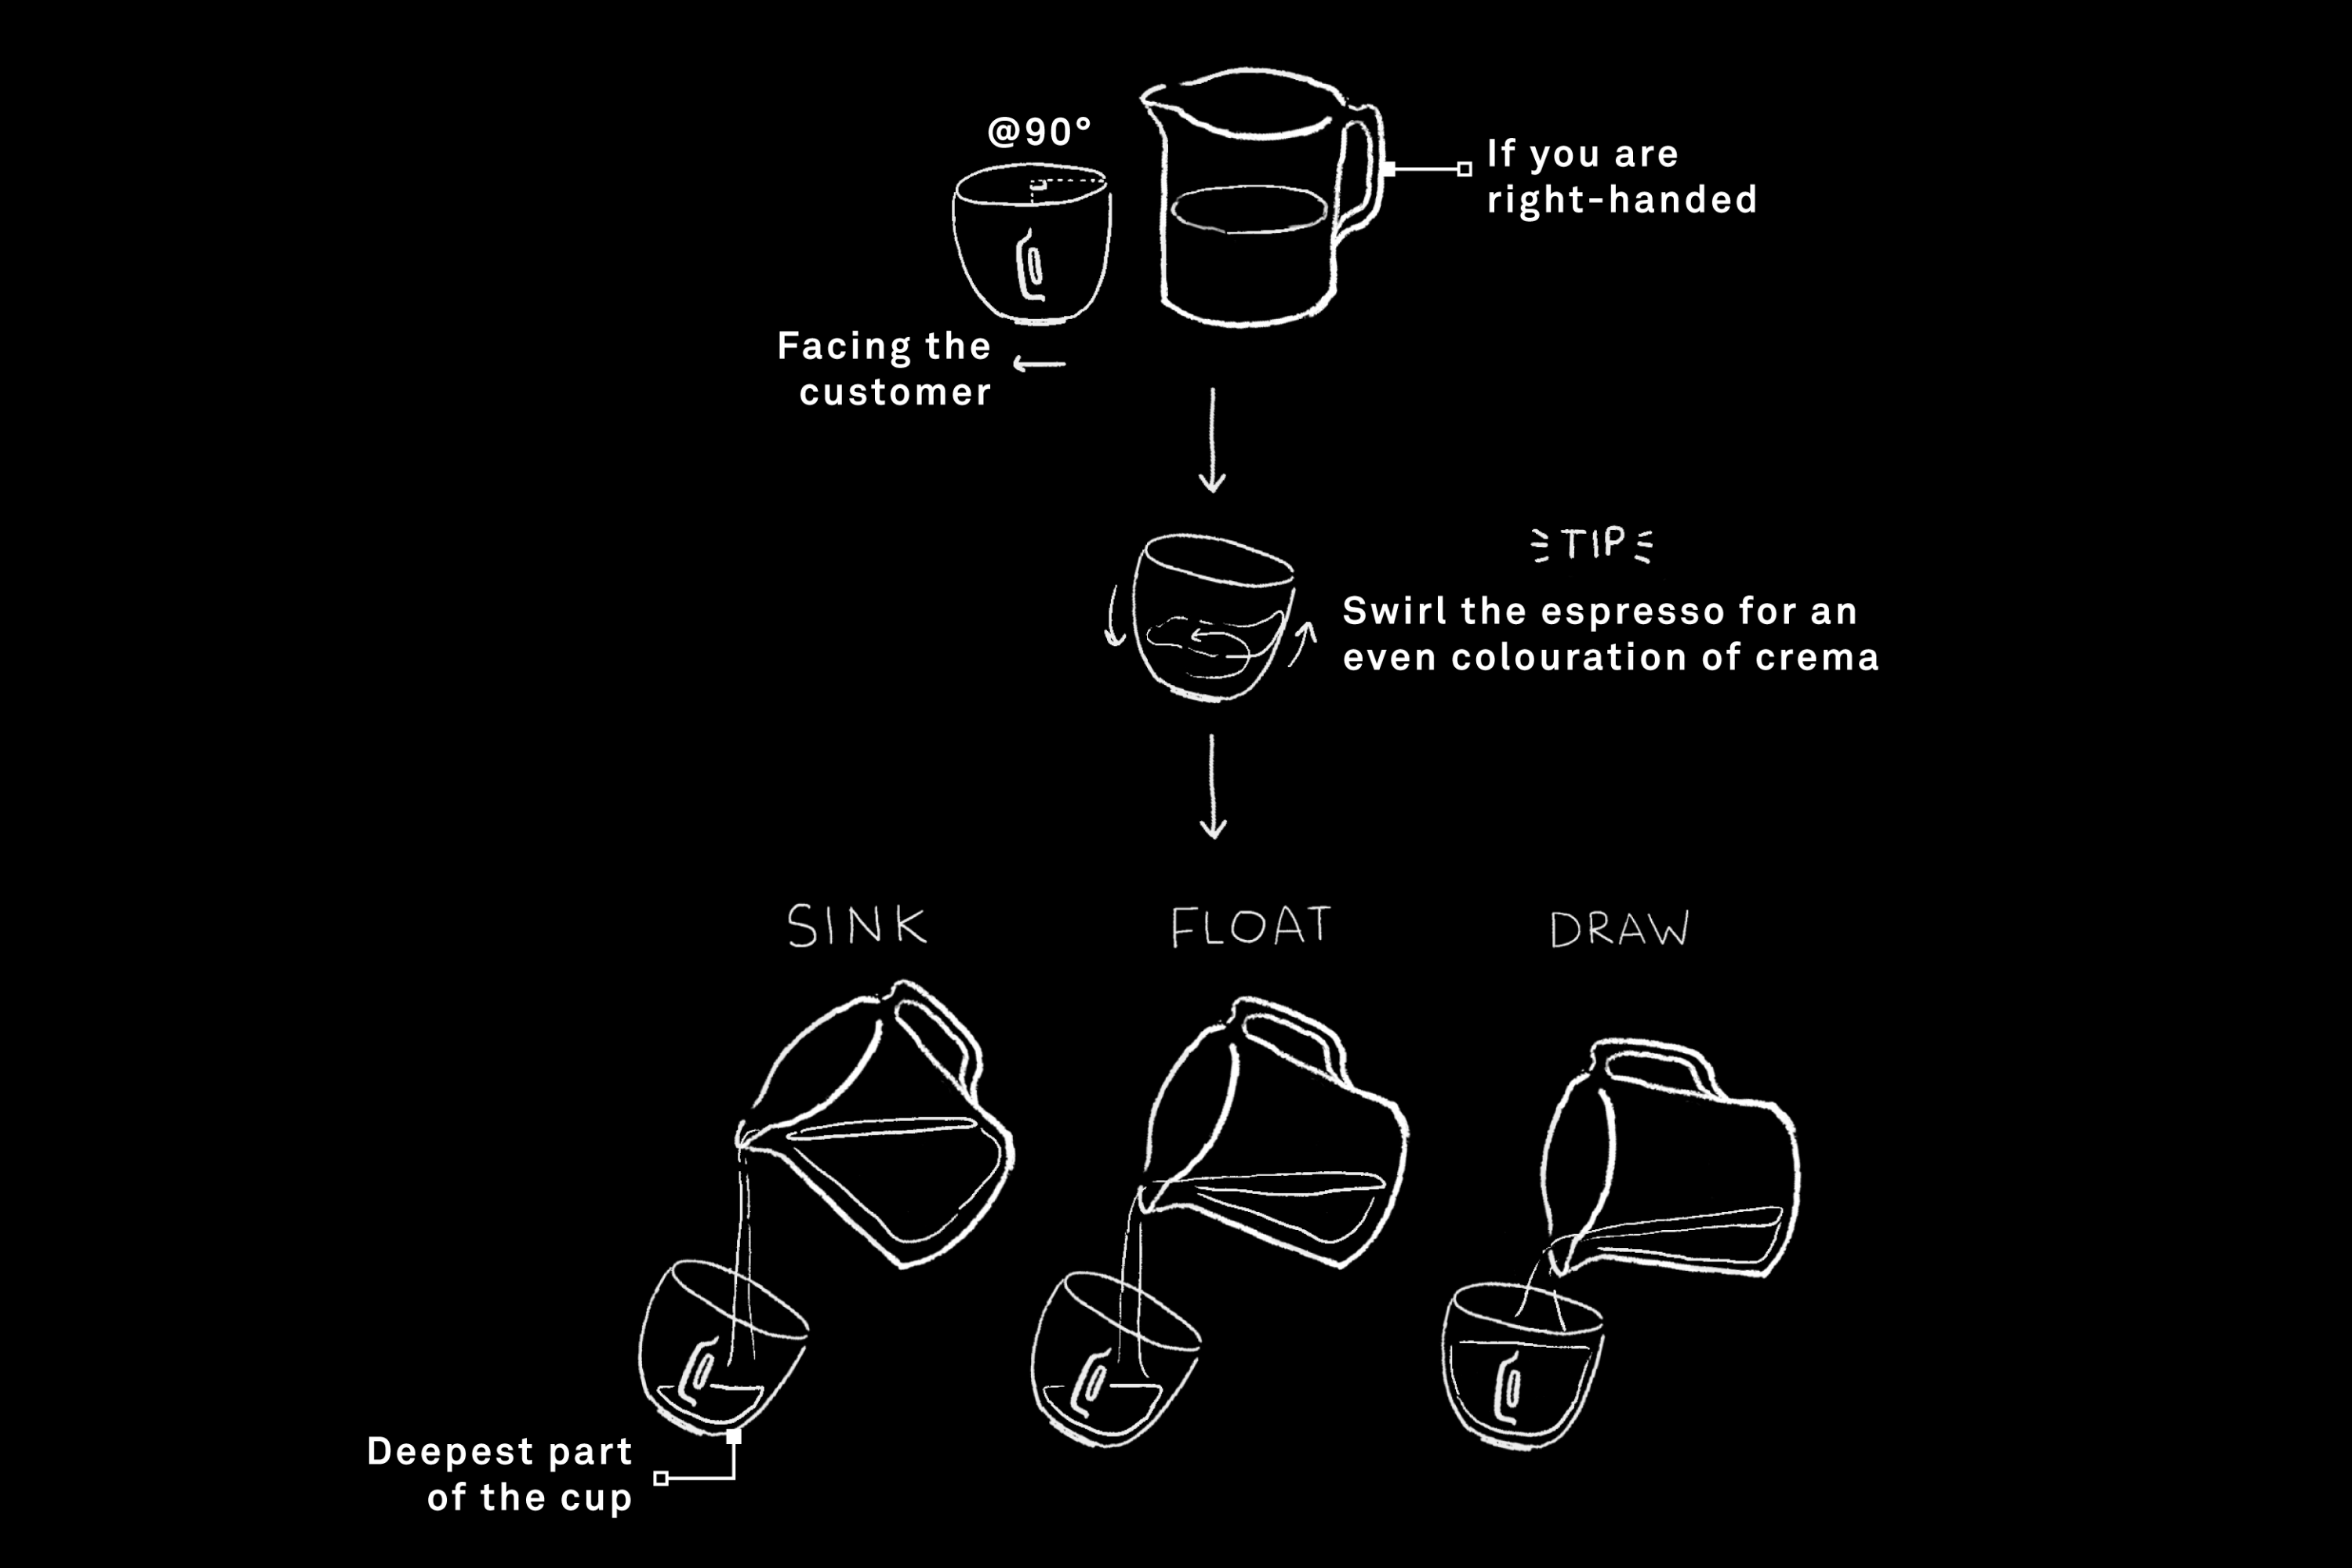 @90°
If you are
right-handed
Facing the
customer
TIP
Swirl the espresso for an
even colouration of crema
SINK
FLOAT
DRAW
Deepest part
of the cup